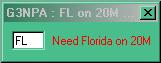 G3NPA : FL on 20M ...
FL Need Florida on 20M